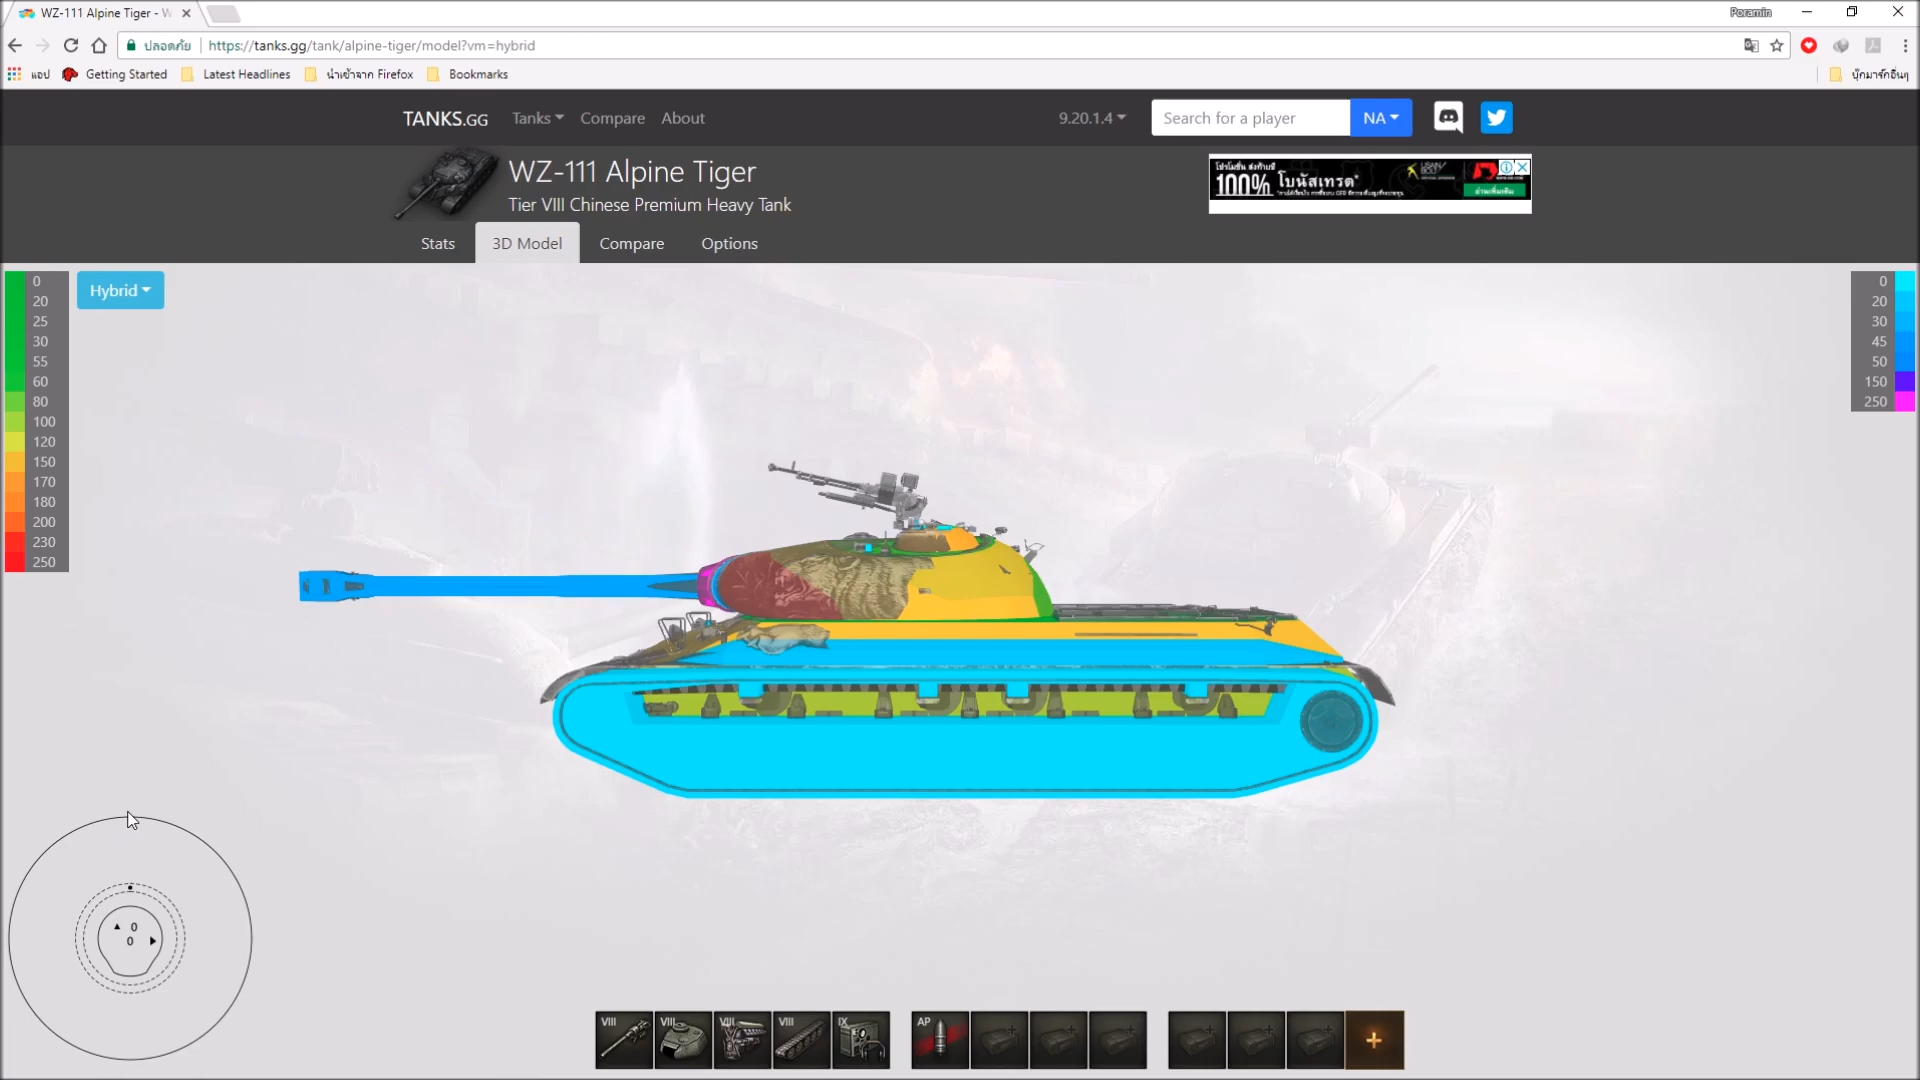 WZ-111 Alpine Tiger - W
Poramin
ปลอดภัย
https://tanks.gg/tank/alpine-tiger/model?vm=hybrid
แอป
Getting Started
Latest Headlines
นำเข้าจาก Firefox
Bookmarks
บุ๊กมาร์กอื่นๆ
TANKS.GG
Tanks
Compare
About
9.20.1.4
Search for a player
NA
WZ-111 Alpine Tiger
Tier VIII Chinese Premium Heavy Tank
100%
โบนัสเทรด*
Stats
3D Model
Compare
Options
Hybrid
0
20
25
30
55
60
80
100
120
150
170
180
200
230
250
0
20
30
45
50
150
250
0
0
VIII
VIII
VIII
VIII
IX
AP